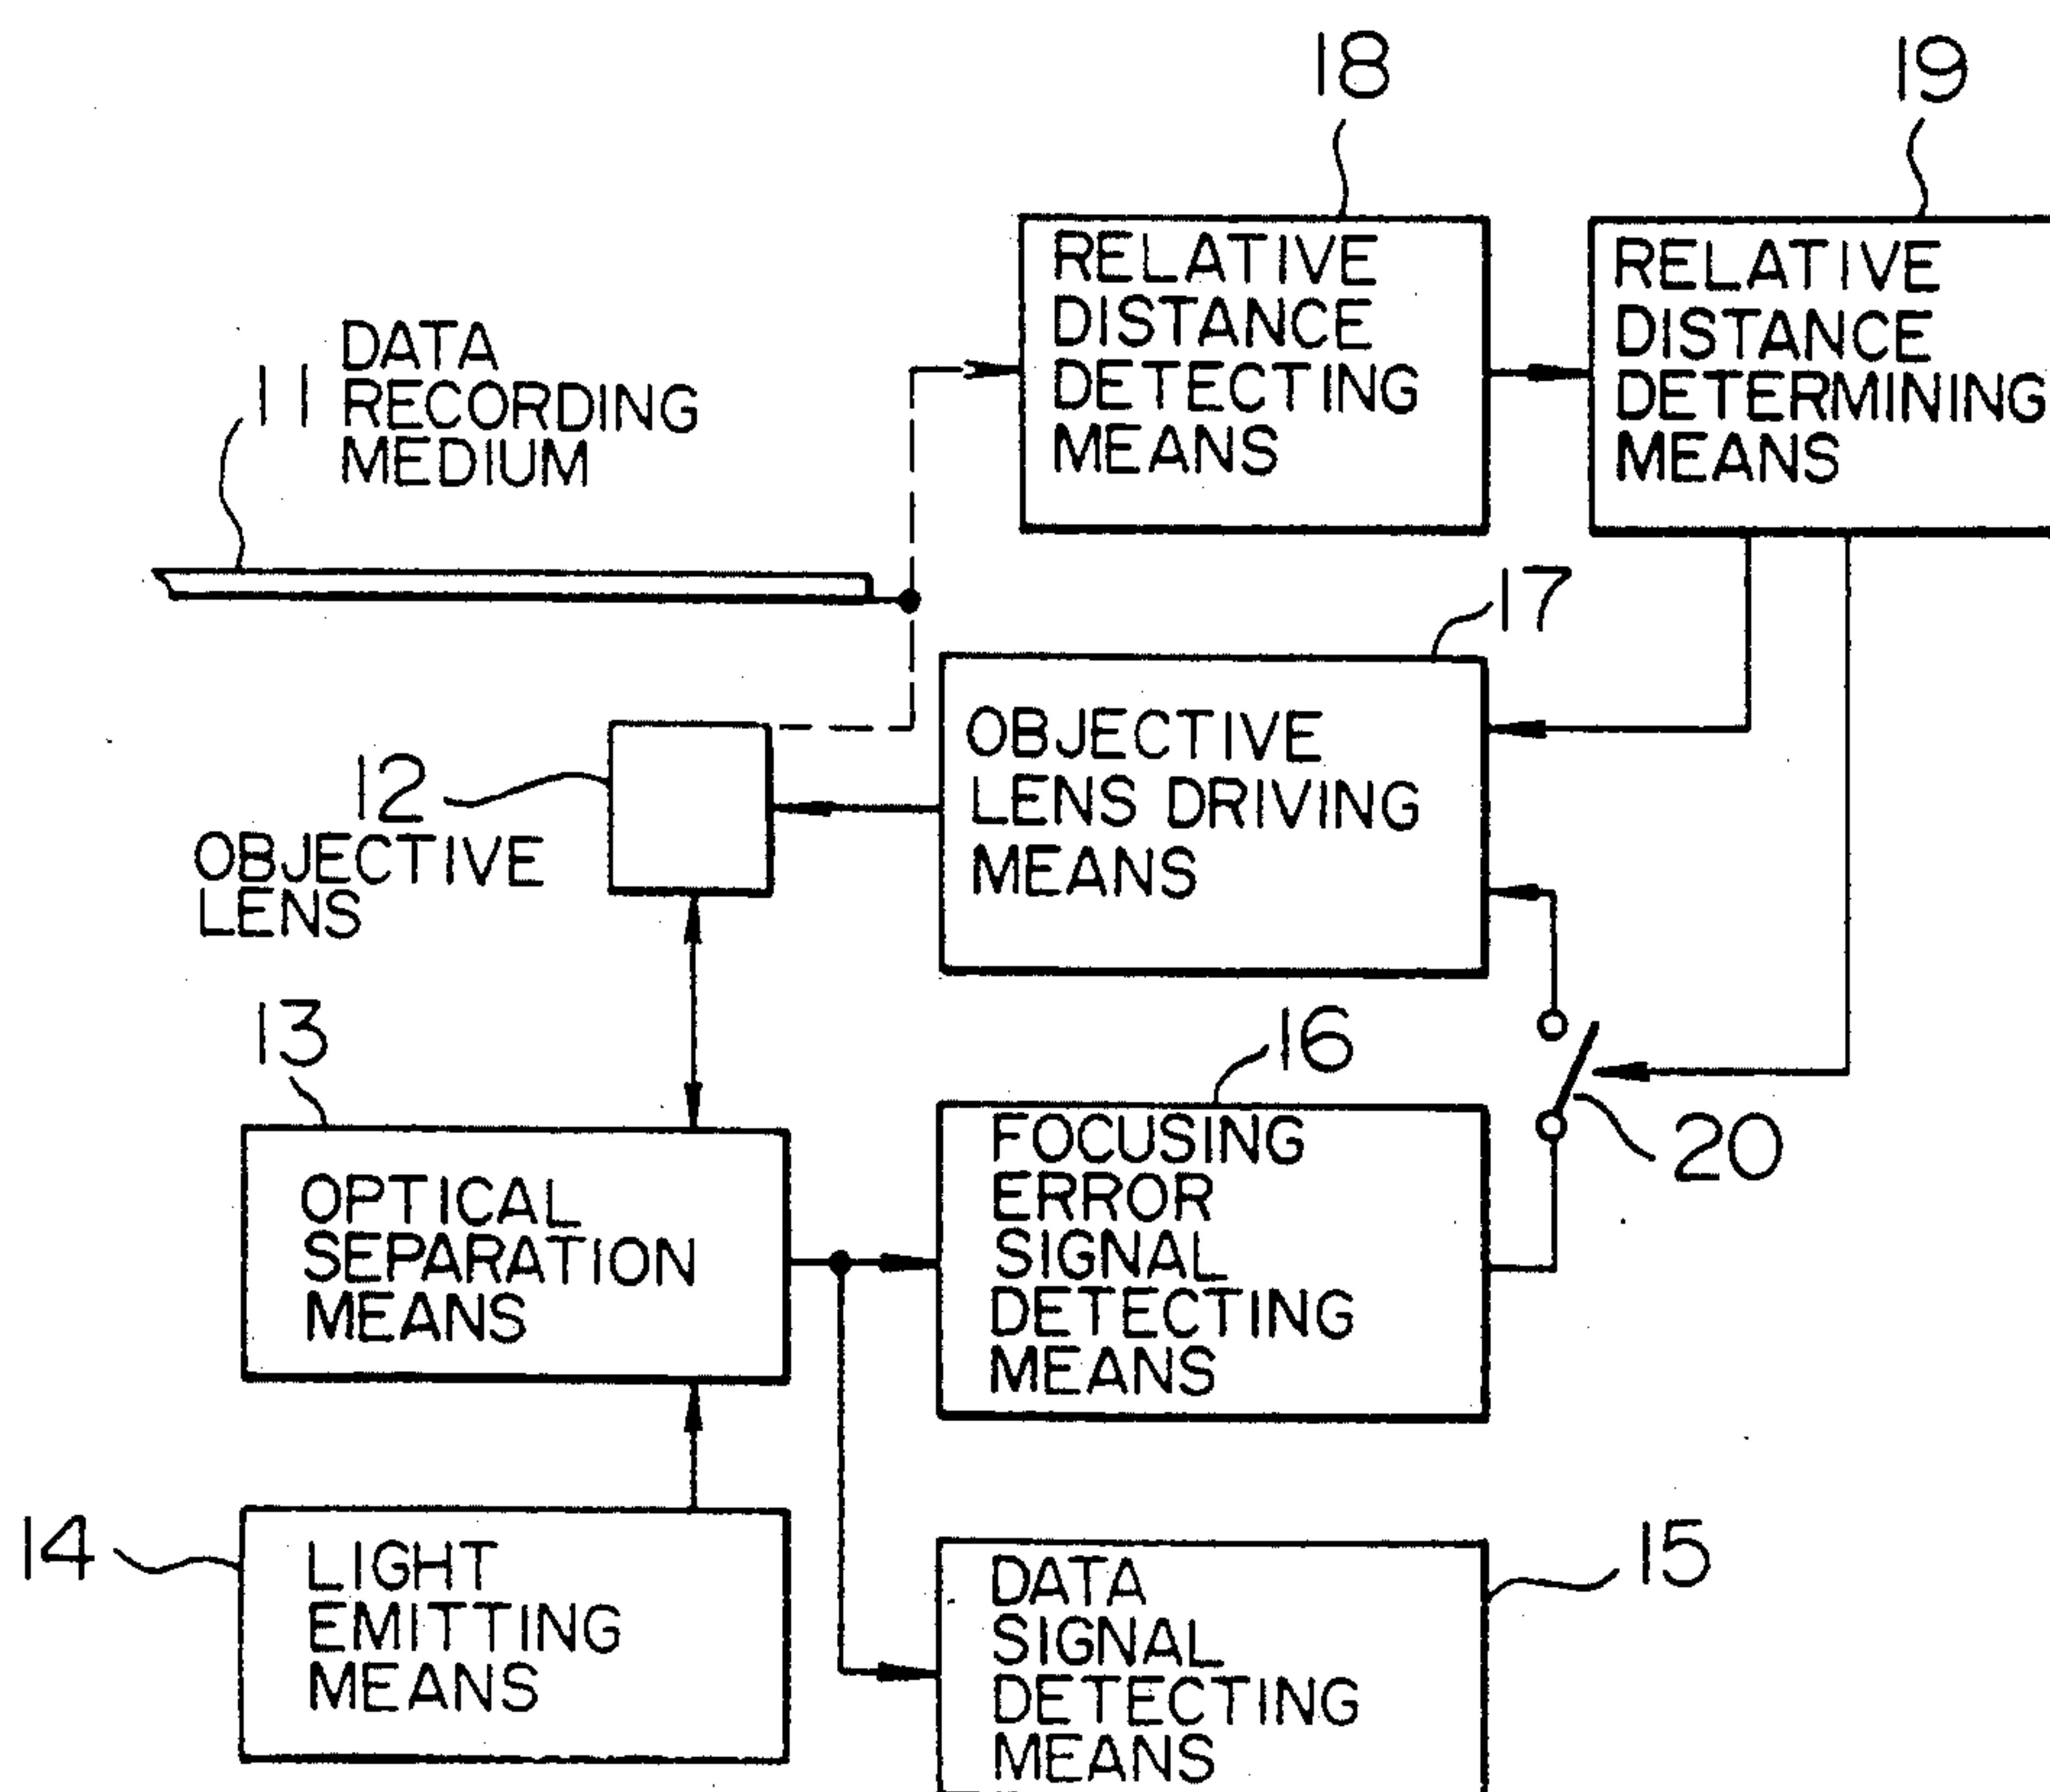 18
19
RELATIVE
DISTANCE
DETECTING
MEANS
RELATIVE
DISTANCE
DETERMINING
MEANS
11
DATA
RECORDING
MEDIUM
17
OBJECTIVE
LENS DRIVING
MEANS
12
OBJECTIVE
LENS
13
OPTICAL
SEPARATION
MEANS
16
FOCUSING
ERROR
SIGNAL
DETECTING
MEANS
20
14
LIGHT
EMITTING
MEANS
15
DATA
SIGNAL
DETECTING
MEANS